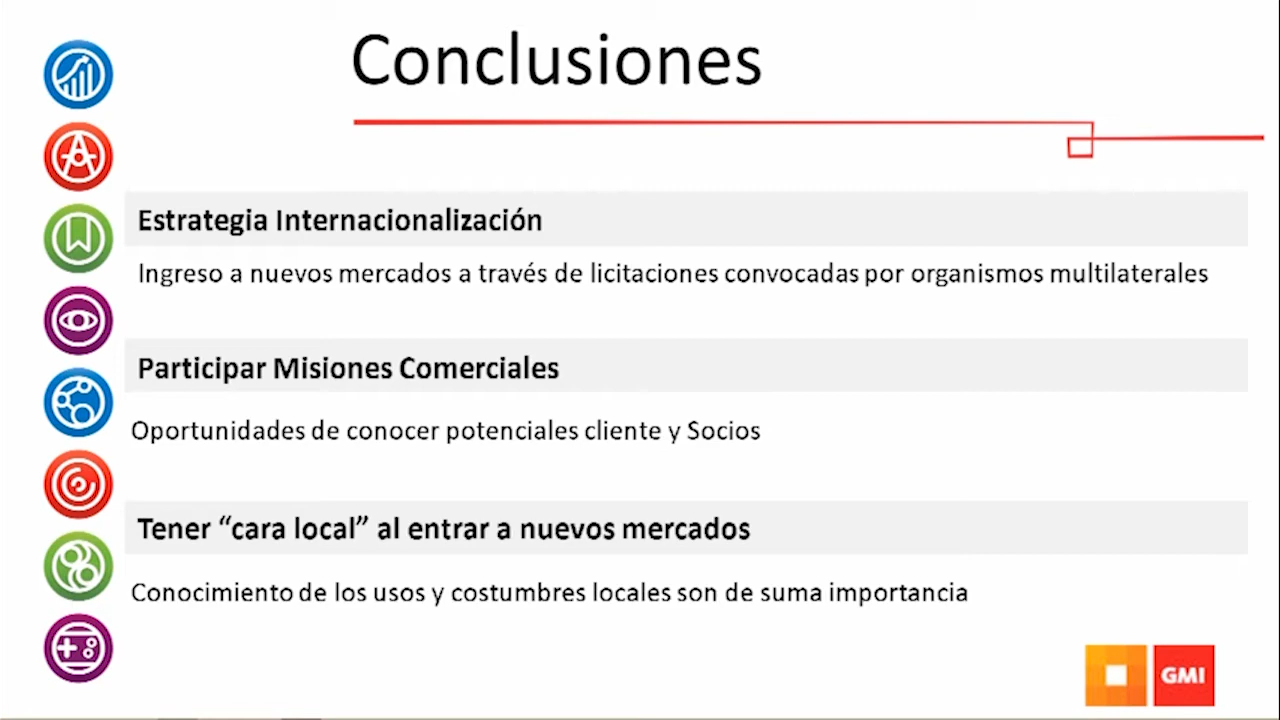 Conclusiones
Estrategia Internacionalización
Ingreso a nuevos mercados a través de licitaciones convocadas por organismos multilaterales
Participar Misiones Comerciales
Oportunidades de conocer potenciales cliente y Socios
Tener “cara local” al entrar a nuevos mercados
Conocimiento de los usos y costumbres locales son de suma importancia
GMI